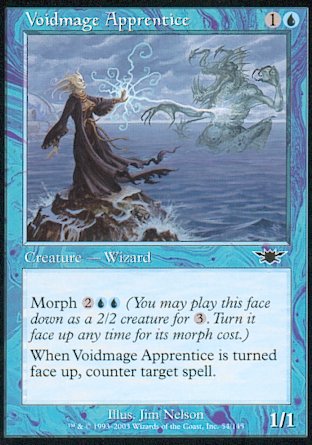 Voidmage Apprentice 1
Creature — Wizard
Morph 2 (You may play this face
down as a 2/2 creature for 3. Turn it
face up any time for its morph cost.)
When Voidmage Apprentice is turned
face up, counter target spell.
Illus. Jim Nelson
™ & © 1993-2003 Wizards of the Coast, Inc. 54/145
1/1